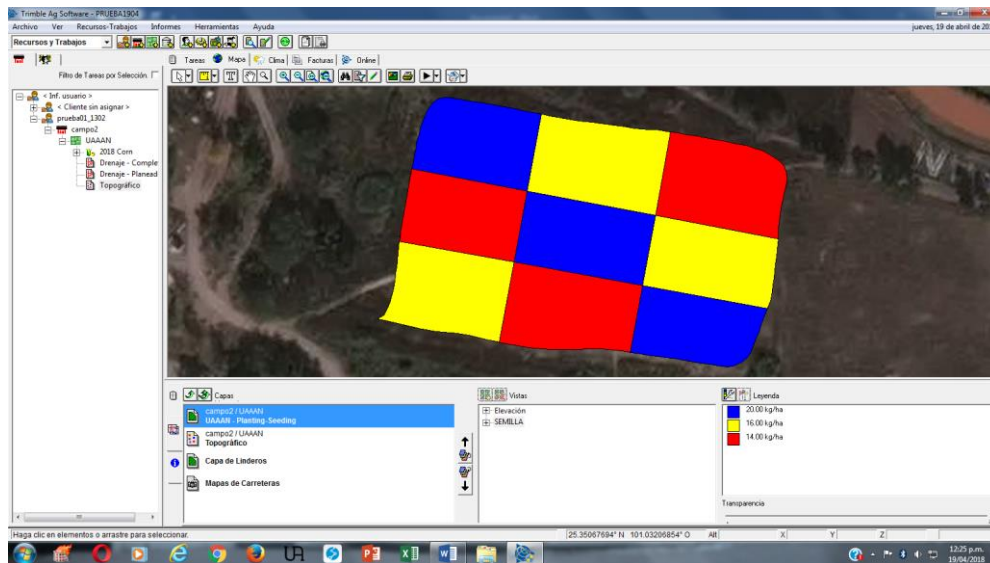 Trimble Ag Software - PRUEBA1904
Archivo Ver Recursos-Trabajos Informes Herramientas Ayuda jueves, 19 de abril de 20
Recursos y Trabajos
Tareas Mapa Clima Facturas Online
Filtro de Tareas por Selección.
< Inf. usuario >
< Cliente sin asignar >
prueba01_1302
campo2
UAAAN
2018 Corn
Drenaje - Comple
Drenaje - Planead
Topográfico
Capas
campo2 / UAAAN
UAAAN - Planting-Seeding
campo2 / UAAAN
Topográfico
Capa de Linderos
Mapas de Carreteras
Vistas
Elevación
SEMILLA
Leyenda
20.00 kg/ha
16.00 kg/ha
14.00 kg/ha
Transparencia
Haga clic en elementos o arrastre para seleccionar. 25.35067694° N 101.03206854° O Alt X Y Z
12:25 p.m.
19/04/2018